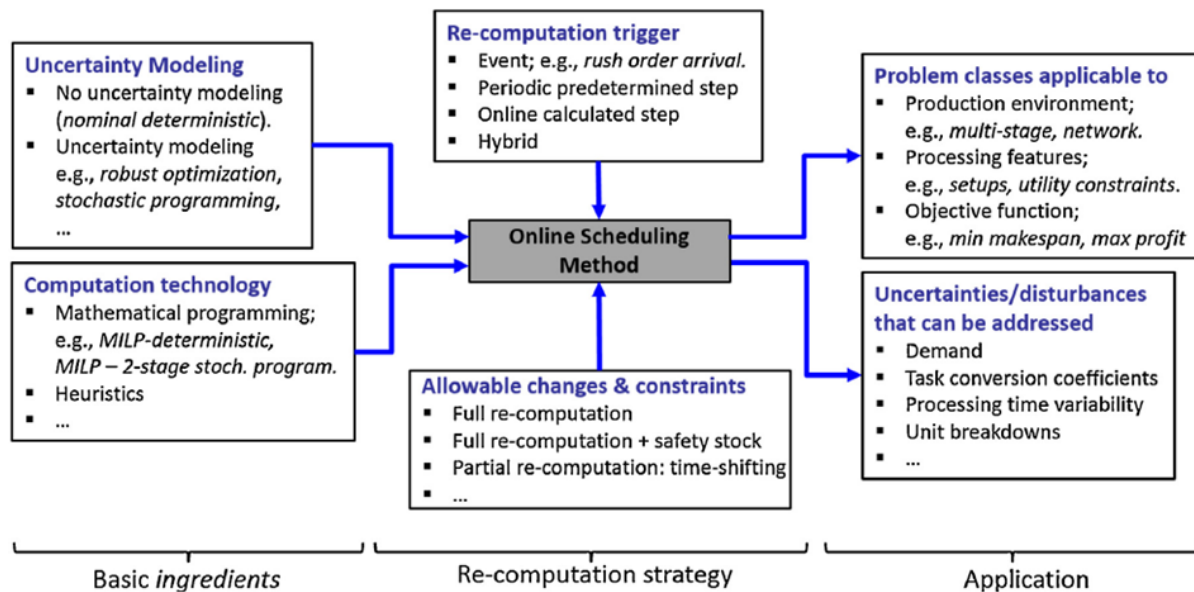 Uncertainty Modeling
▪ No uncertainty modeling
(nominal deterministic).
▪ Uncertainty modeling
e.g., robust optimization,
stochastic programming,
...
Computation technology
▪ Mathematical programming;
e.g., MILP-deterministic,
MILP – 2-stage stoch. program.
▪ Heuristics
▪ ...
Re-computation trigger
▪ Event; e.g., rush order arrival.
▪ Periodic predetermined step
▪ Online calculated step
▪ Hybrid
Online Scheduling
Method
Allowable changes & constraints
▪ Full re-computation
▪ Full re-computation + safety stock
▪ Partial re-computation: time-shifting
▪ ...
Problem classes applicable to
▪ Production environment;
e.g., multi-stage, network.
▪ Processing features;
e.g., setups, utility constraints.
▪ Objective function;
e.g., min makespan, max profit
Uncertainties/disturbances
that can be addressed
▪ Demand
▪ Task conversion coefficients
▪ Processing time variability
▪ Unit breakdowns
▪ ...
Basic ingredients
Re-computation strategy
Application